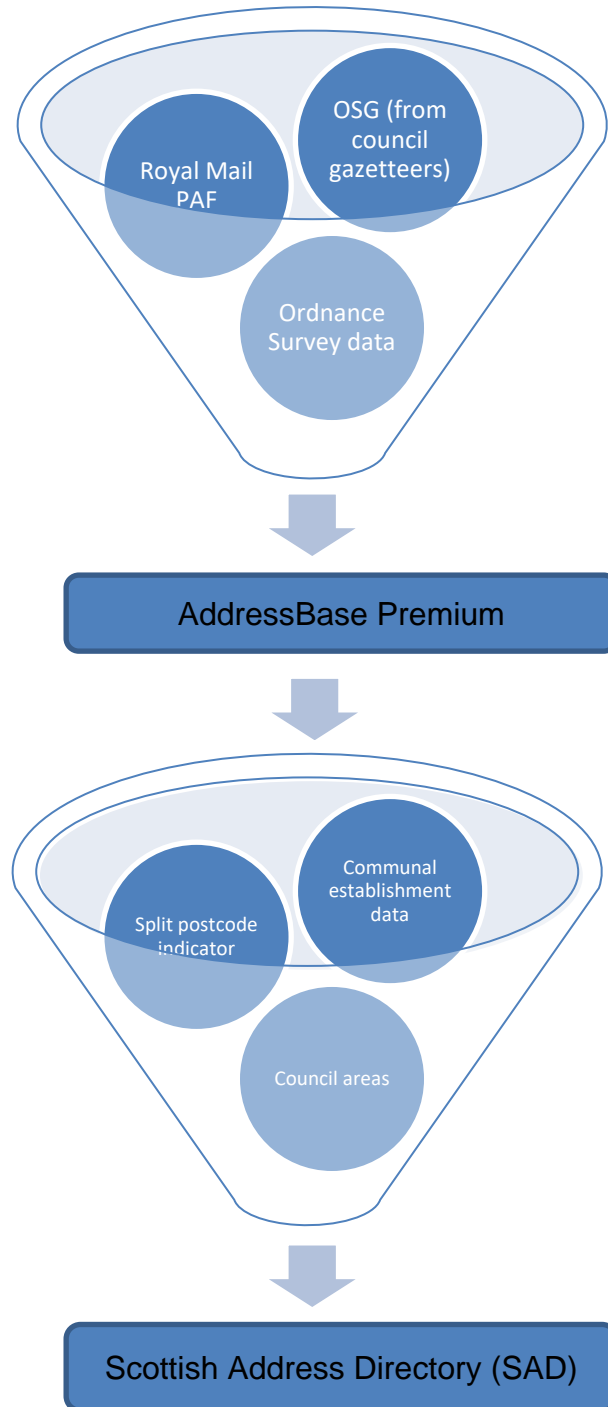 OSG (from
council
gazetteers)
Royal Mail
PAF
Ordnance
Survey data
AddressBase Premium
Communal
establishment
data
Split postcode
indicator
Council areas
Scottish Address Directory (SAD)